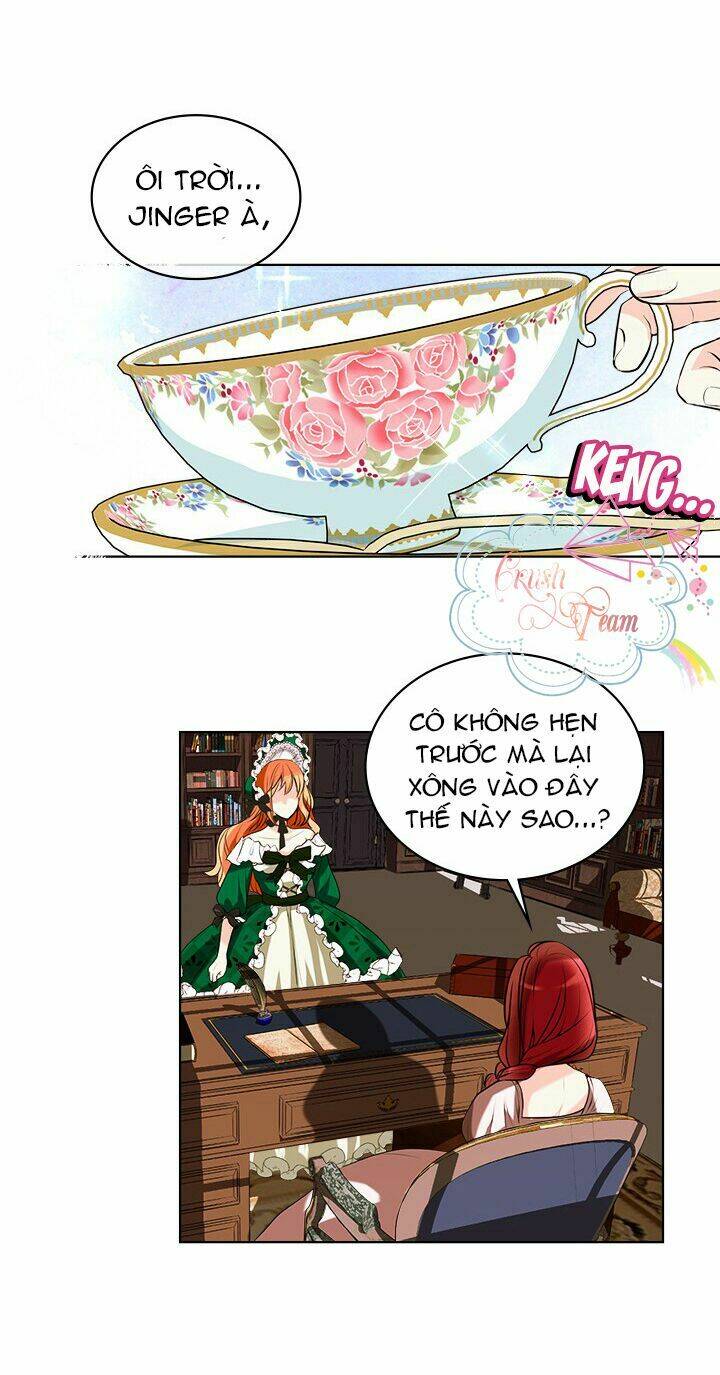 ÔI TRỜI...
JINGER À,
KENG...
Crush
Team
CÔ KHÔNG HẸN
TRƯỚC MÀ LẠI
XÔNG VÀO ĐÂY
THẾ NÀY SAO...?